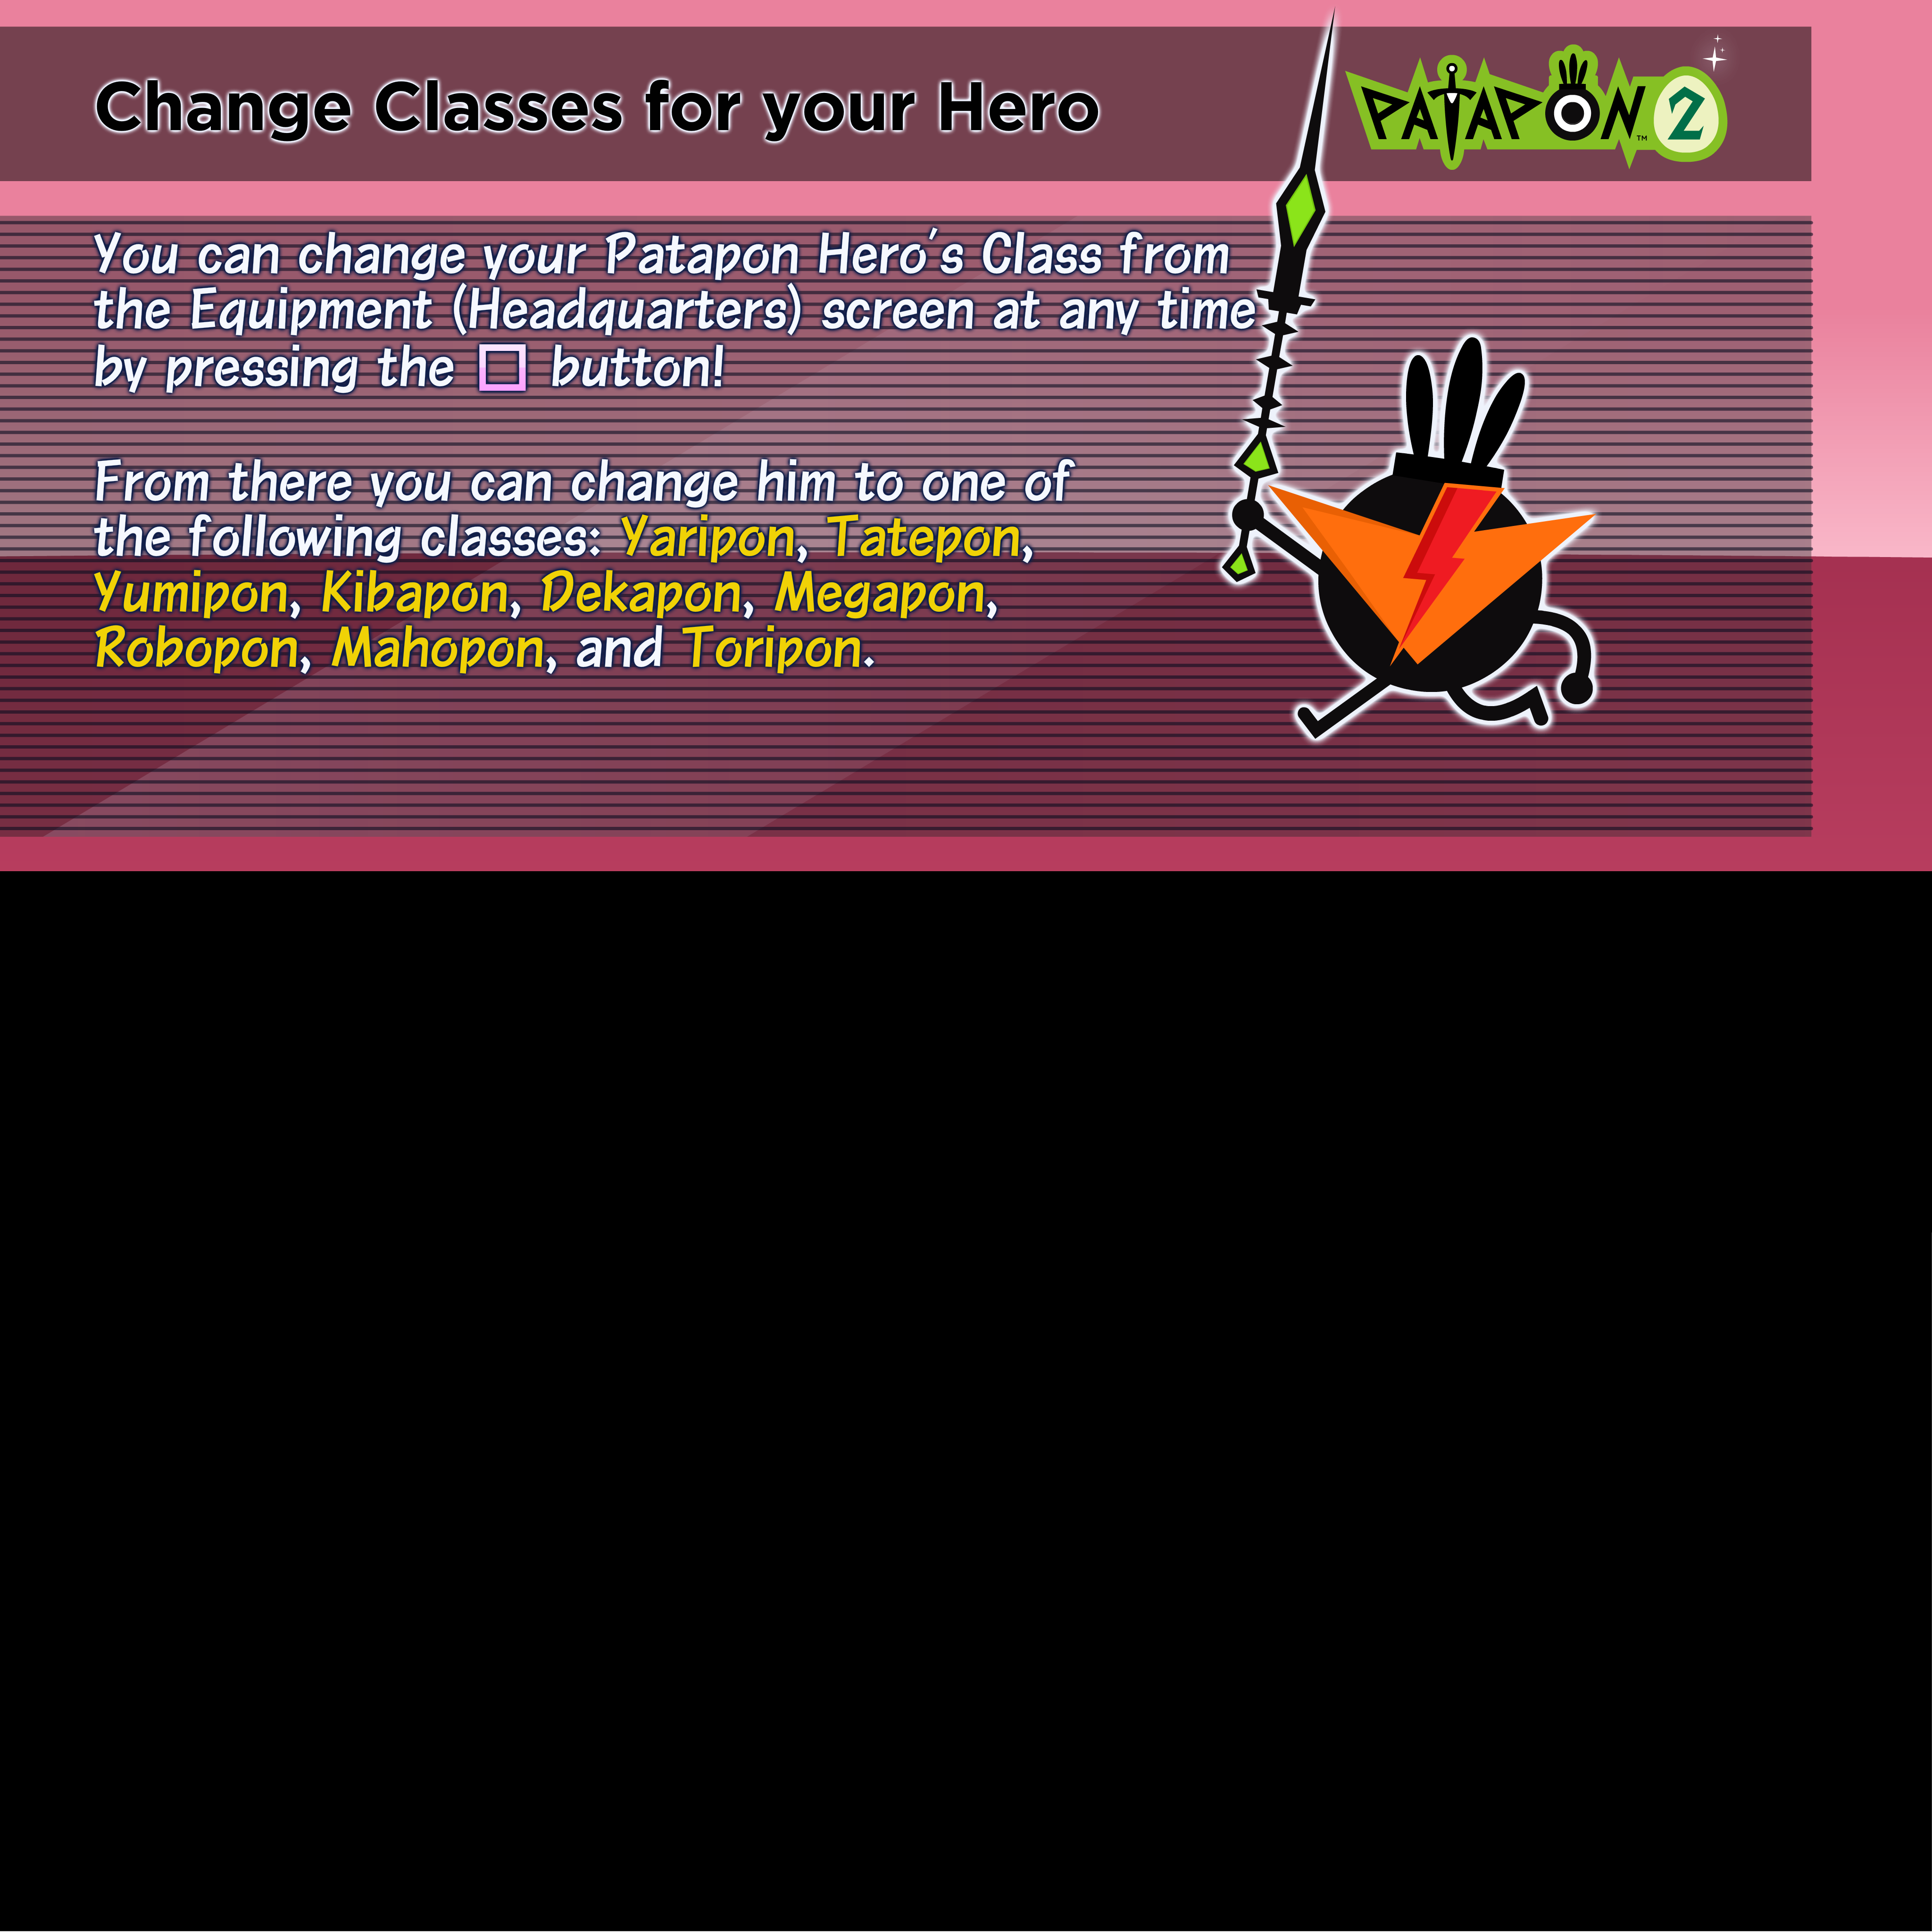 Change Classes for your Hero
PATAPON™ 2
You can change your Patapon Hero's Class from
the Equipment (Headquarters) screen at any time
by pressing the □ button!
From there you can change him to one of
the following classes: Yaripon, Tatepon,
Yumipon, Kibapon, Dekapon, Megapon,
Robopon, Mahopon, and Toripon.